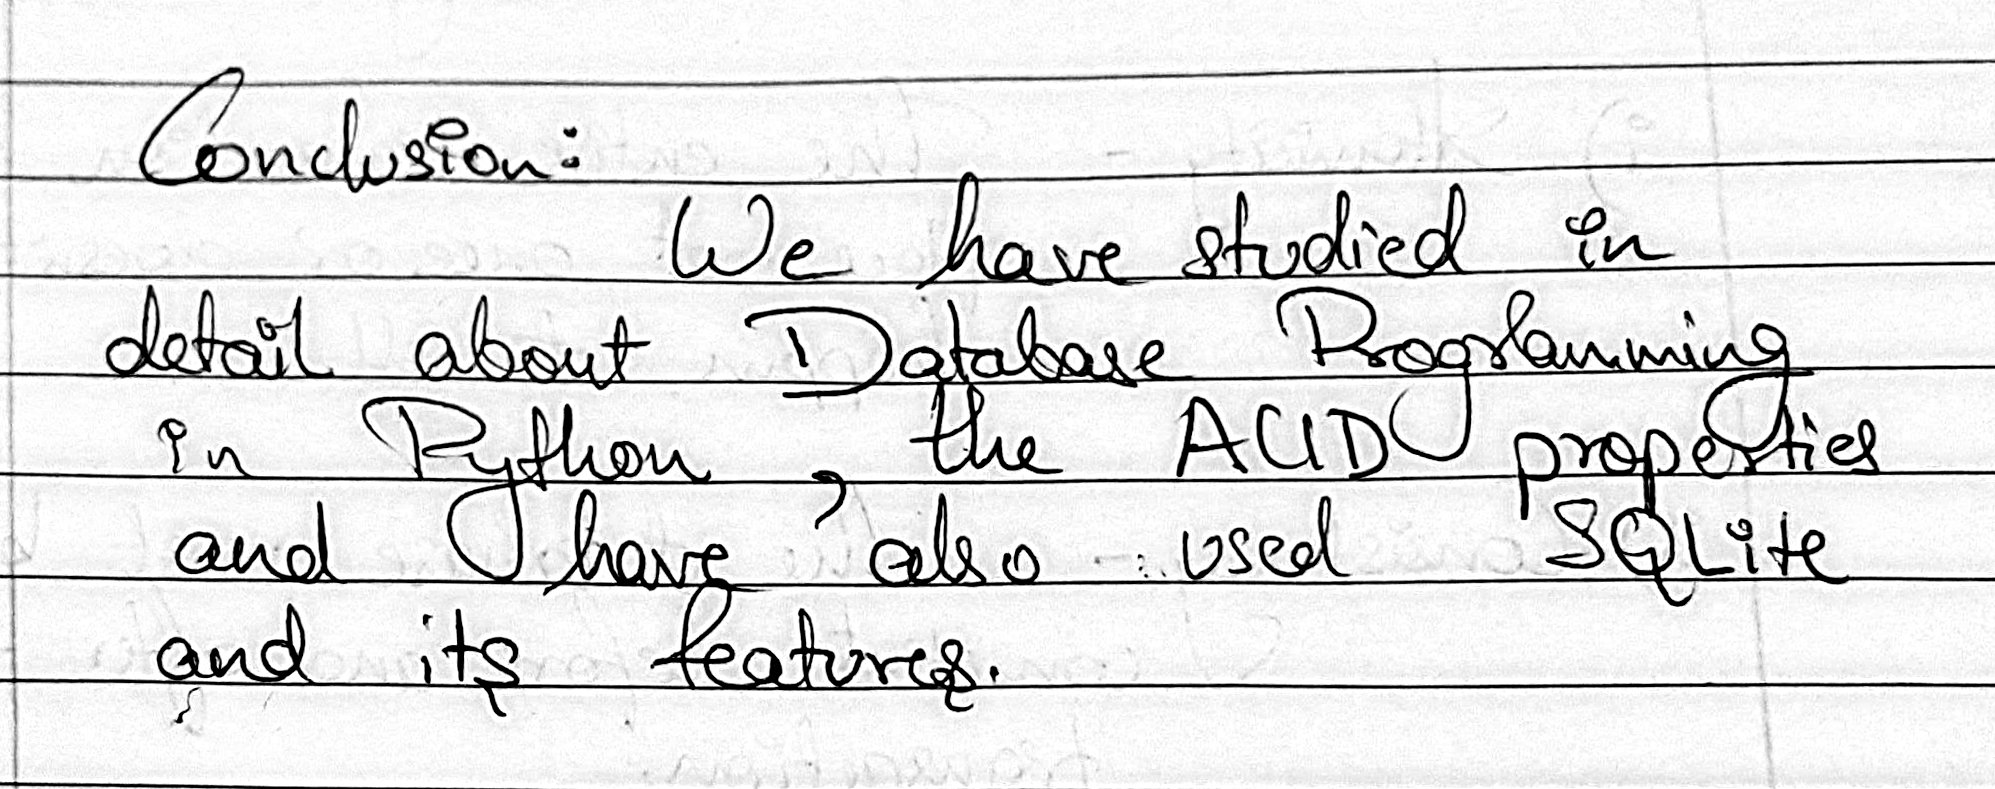 Conclusion:
We have studied in
detail about Database Programming
in Python, the ACID properties
and have also used SQLite
and its features.